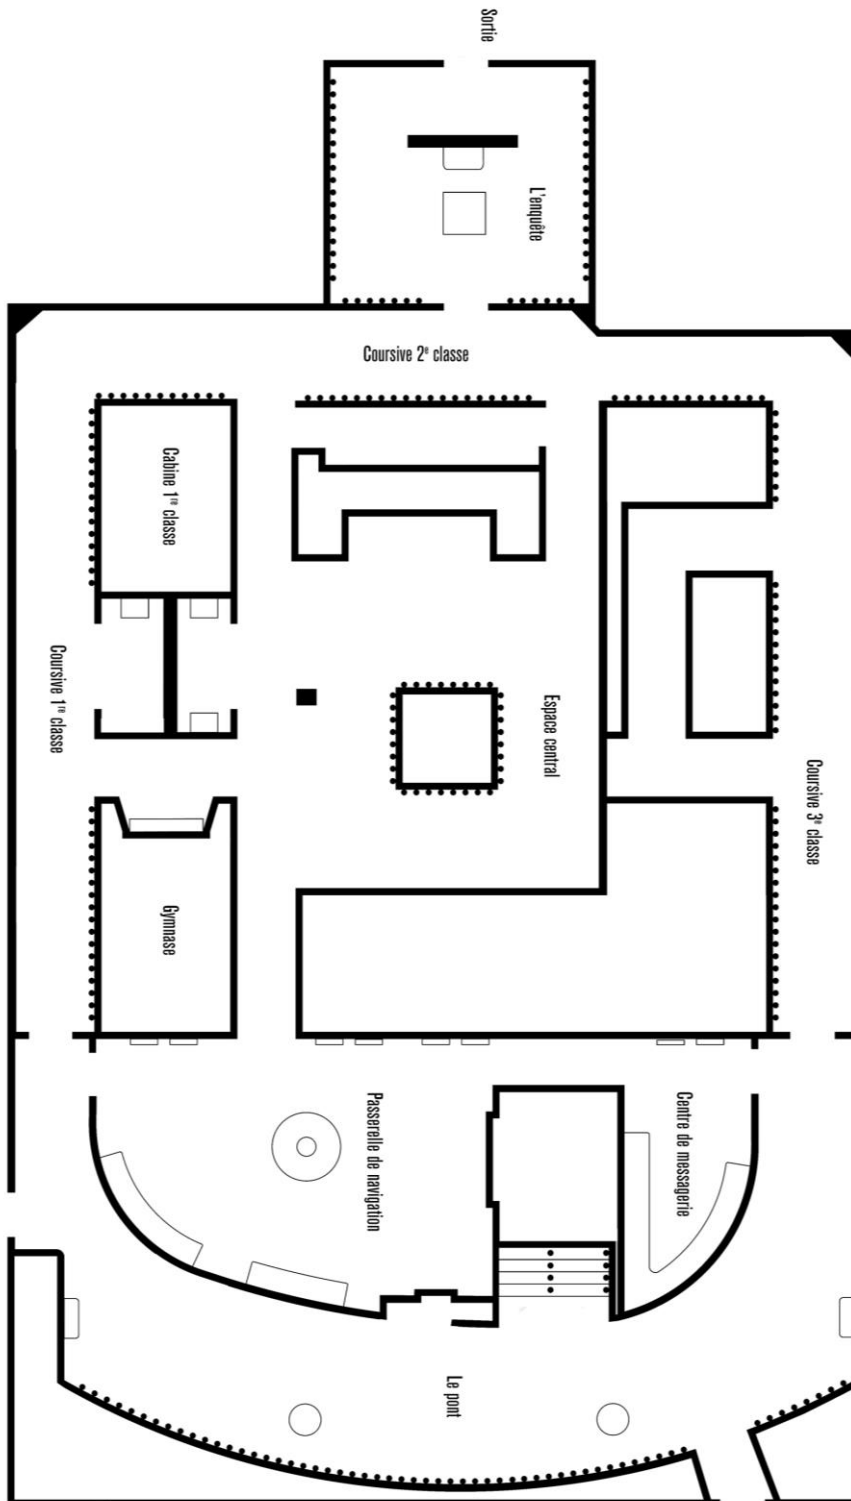 Sortie
L'enquête
Coursive 2e classe
Cabine 1re classe
Coursive 1re classe
Espace central
Coursive 3e classe
Gymnase
Passerelle de navigation
Centre de messagerie
Le pont